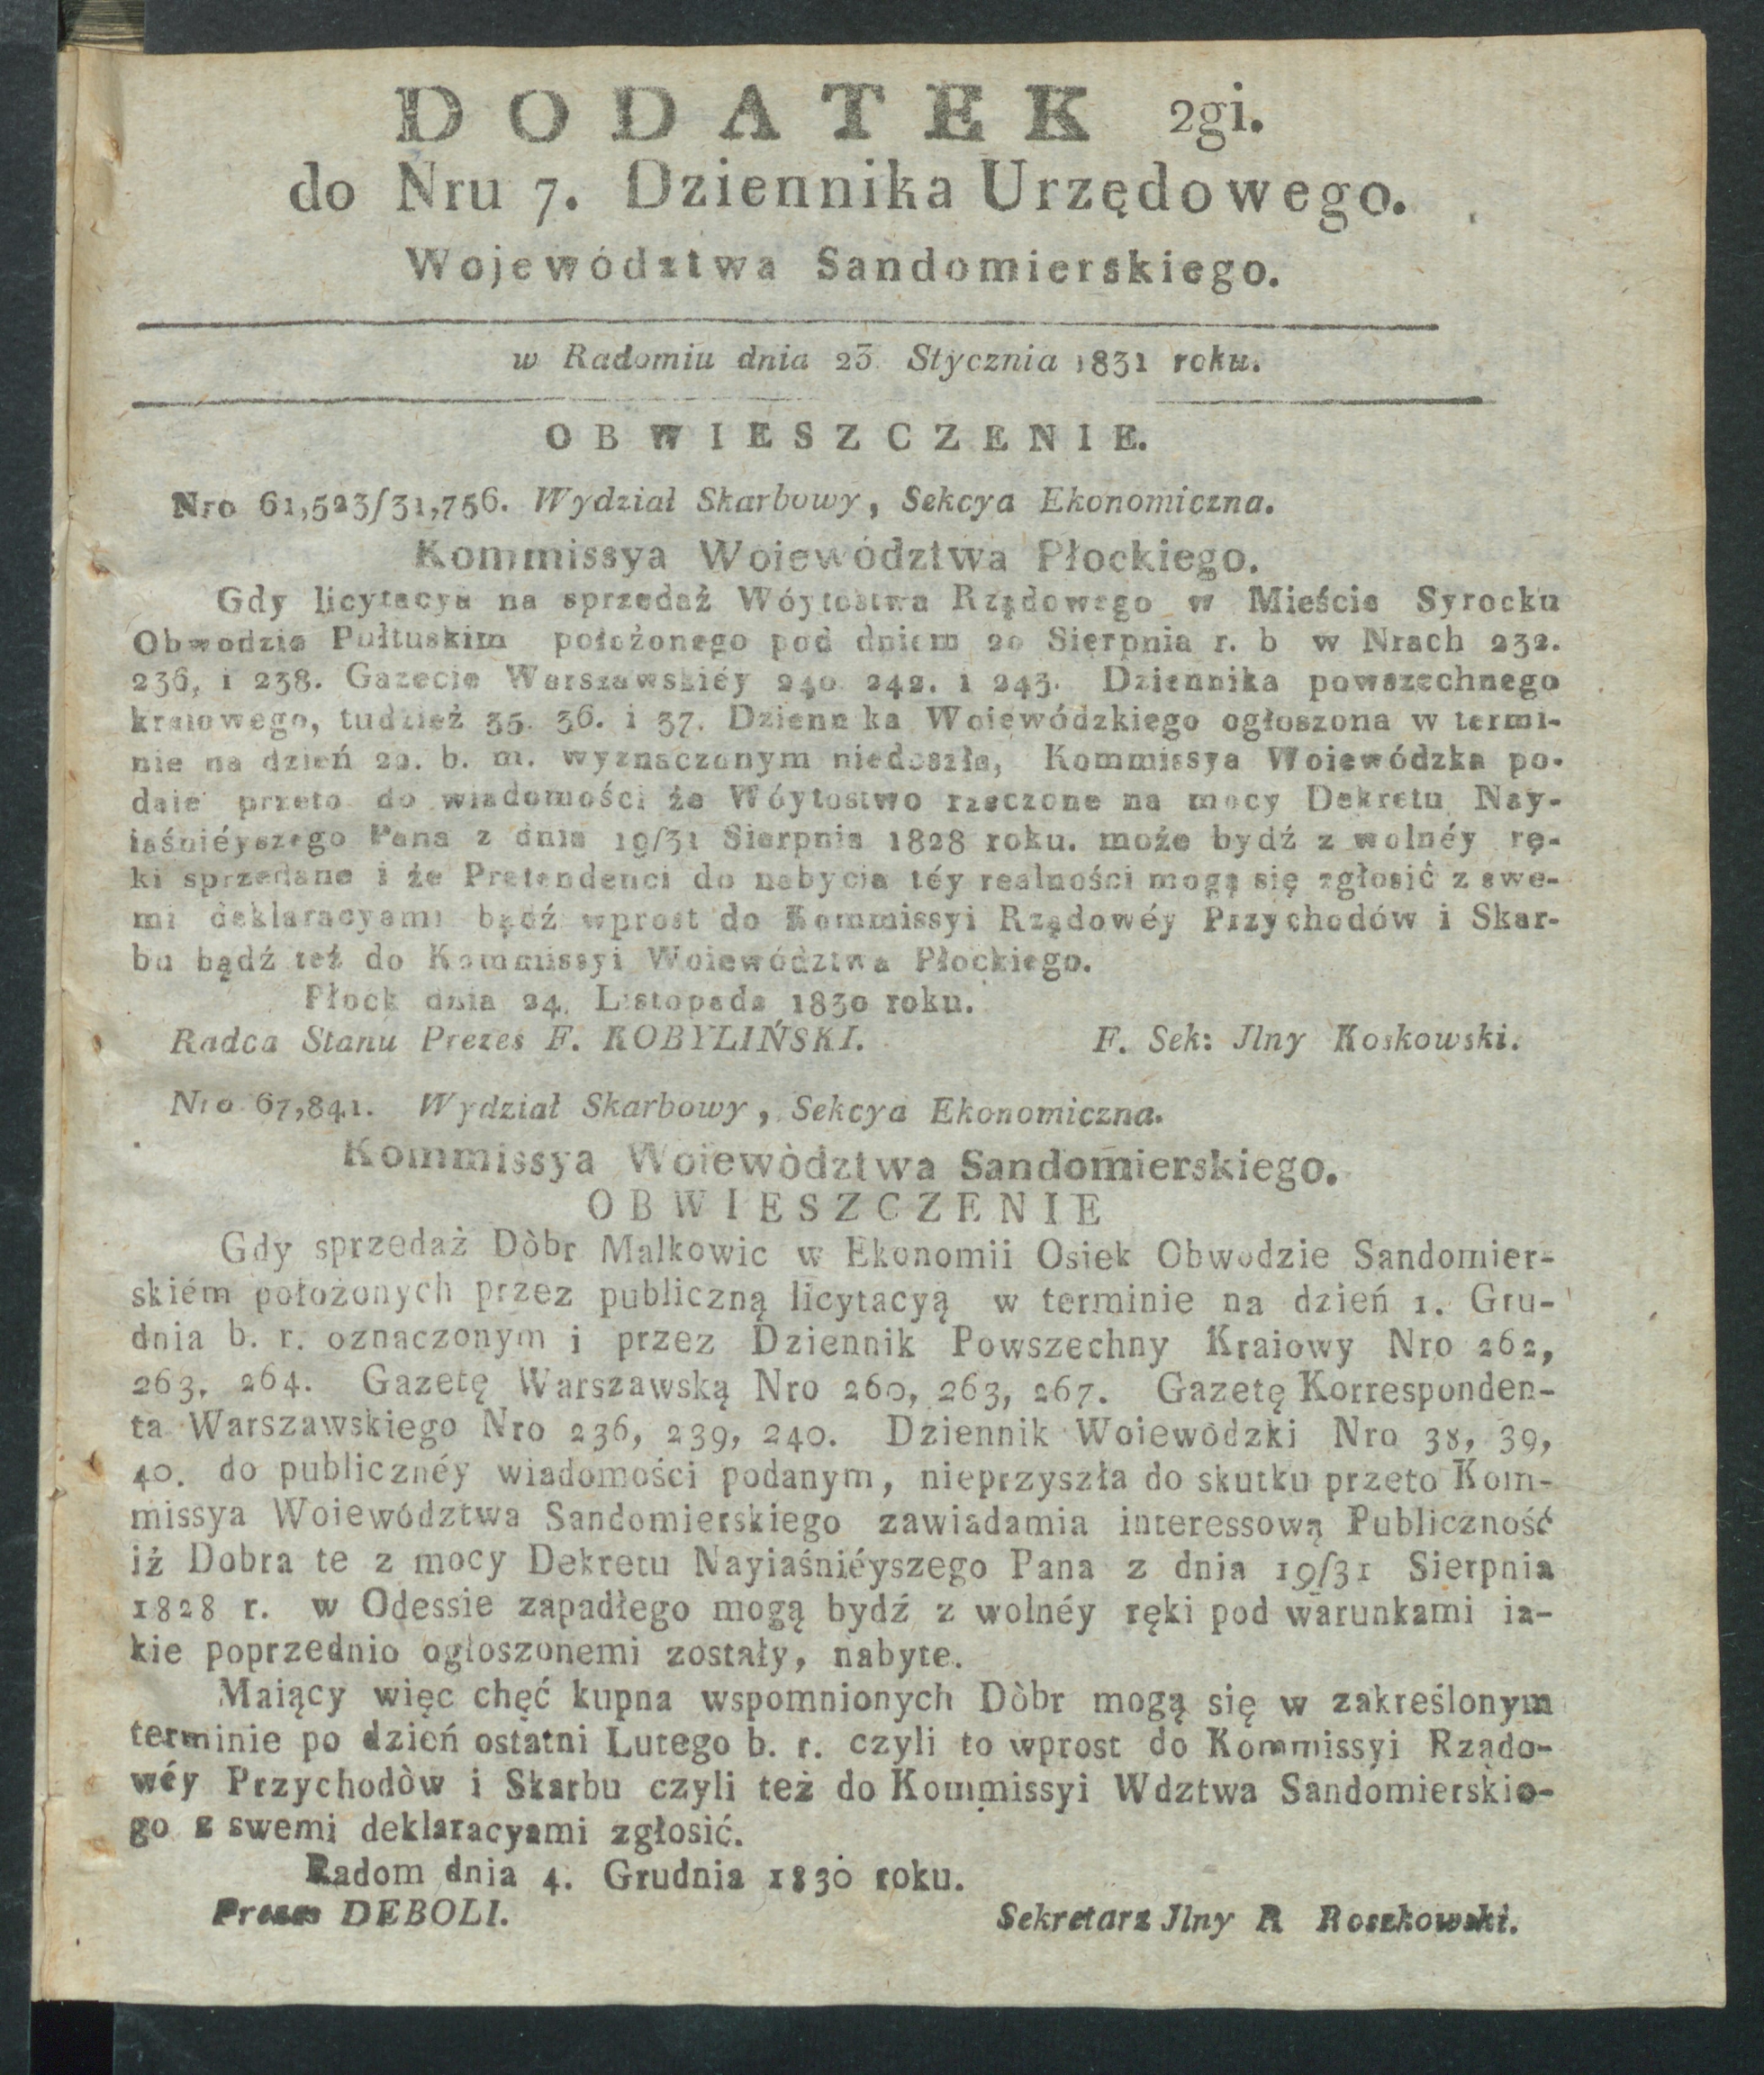 DODATEK 2gi.
do Nru 7. Dziennika Urzędowego.
Województwa Sandomierskiego.
w Radomiu dnia 23 Stycznia 1831 roku.
OBWIESZCZENIE.
Nro 61,523/31,756. Wydział Skarbowy, Sekcya Ekonomiczna.
Kommissya Woiewództwa Płockiego.
Gdy licytacya na sprzedaż Wóytostwa Rządowego w Mieście Syrocku
Obwodzie Pułtuskim położonego pod dniem 20 Sierpnia r. b w Nrach 232.
236, i 238. Gazecie Warszawskiéy 240 242. i 243. Dziennika powszechnego
kraiowego, tudzież 35. 36. i 37. Dziennika Woiewódzkiego ogłoszona w termi-
nie na dzień 20. b. m. wyznaczonym niedoszła, Kommissya Woiewódzka po-
daie przeto do wiadomości że Wóytostwo rzeczone na mocy Dekretu Nay-
iaśniéyszego Pana z dnia 19/31 Sierpnia 1828 roku. może bydź z wolnéy rę-
ki sprzedane i że Pretendenci do nabycia téy realności mogą się zgłosić z swe-
mi deklaracyami bądź wprost do Kommissyi Rządowéy Przychodów i Skar-
bu bądź też do Kommissyi Woiewództwa Płockiego.
Płock dnia 24. Listopada 1830 roku.
Radca Stanu Prezes F. KOBYLIŃSKI. F. Sek: Jlny Koskowski.
Nro 67,841. Wydział Skarbowy, Sekcya Ekonomiczna.
Kommissya Woiewòdztwa Sandomierskiego.
OBWIESZCZENIE
Gdy sprzedaż Dòbr Malkowic w Ekonomii Osiek Obwodzie Sandomier-
skiém położonych przez publiczną licytacyą w terminie na dzień 1. Gru-
dnia b. r. oznaczonym i przez Dziennik Powszechny Kraiowy Nro 262,
263, 264. Gazetę Warszawską Nro 260, 263, 267. Gazetę Korresponden-
ta Warszawskiego Nro 236, 239, 240. Dziennik Woiewódzki Nro 38, 39,
40. do publicznéy wiadomości podanym, nieprzyszła do skutku przeto Kom-
missya Woiewództwa Sandomierskiego zawiadamia interessową Publiczność
iż Dobra te z mocy Dekretu Nayiaśniéyszego Pana z dnia 19/31 Sierpnia
1828 r. w Odessie zapadłego mogą bydź z wolnéy ręki pod warunkami ia-
kie poprzednio ogłoszonemi zostały, nabyte.
Maiący więc chęć kupna wspomnionych Dòbr mogą się w zakreślonym
terminie po dzień ostatni Lutego b. r. czyli to wprost do Kommissyi Rządo-
wéy Przychodòw i Skarbu czyli też do Kommissyi Wdztwa Sandomierskie-
go z swemi deklaracyami zgłosić.
Radom dnia 4. Grudnia 1830 roku.
Prezes DEBOLI. Sekretarz Jlny R Roszkowski.